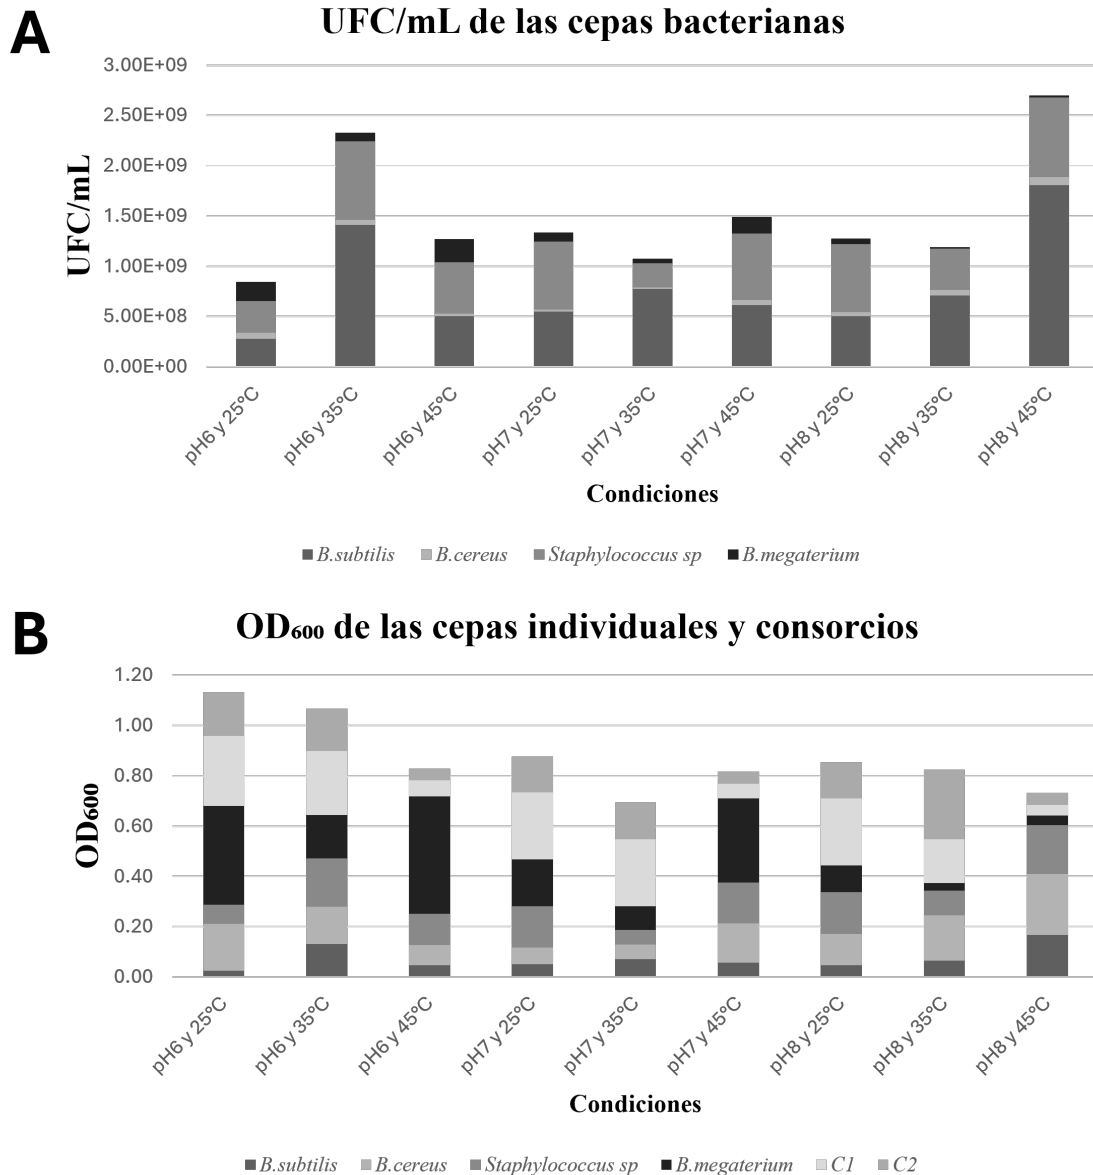 A
UFC/mL de las cepas bacterianas
UFC/mL
3.00E+09
2.50E+09
2.00E+09
1.50E+09
1.00E+09
5.00E+08
0.00E+00
pH6 y 25°C
pH6 y 35°C
pH6 y 45°C
pH7 y 25°C
pH7 y 35°C
pH7 y 45°C
pH8 y 25°C
pH8 y 35°C
pH8 y 45°C
Condiciones
B.subtilis B.cereus Staphylococcus sp B.megaterium
B
OD₆₀₀ de las cepas individuales y consorcios
OD600
1.20
1.00
0.80
0.60
0.40
0.20
0.00
pH6 y 25°C
pH6 y 35°C
pH6 y 45°C
pH7 y 25°C
pH7 y 35°C
pH7 y 45°C
pH8 y 25°C
pH8 y 35°C
pH8 y 45°C
Condiciones
B.subtilis B.cereus Staphylococcus sp B.megaterium C1 C2